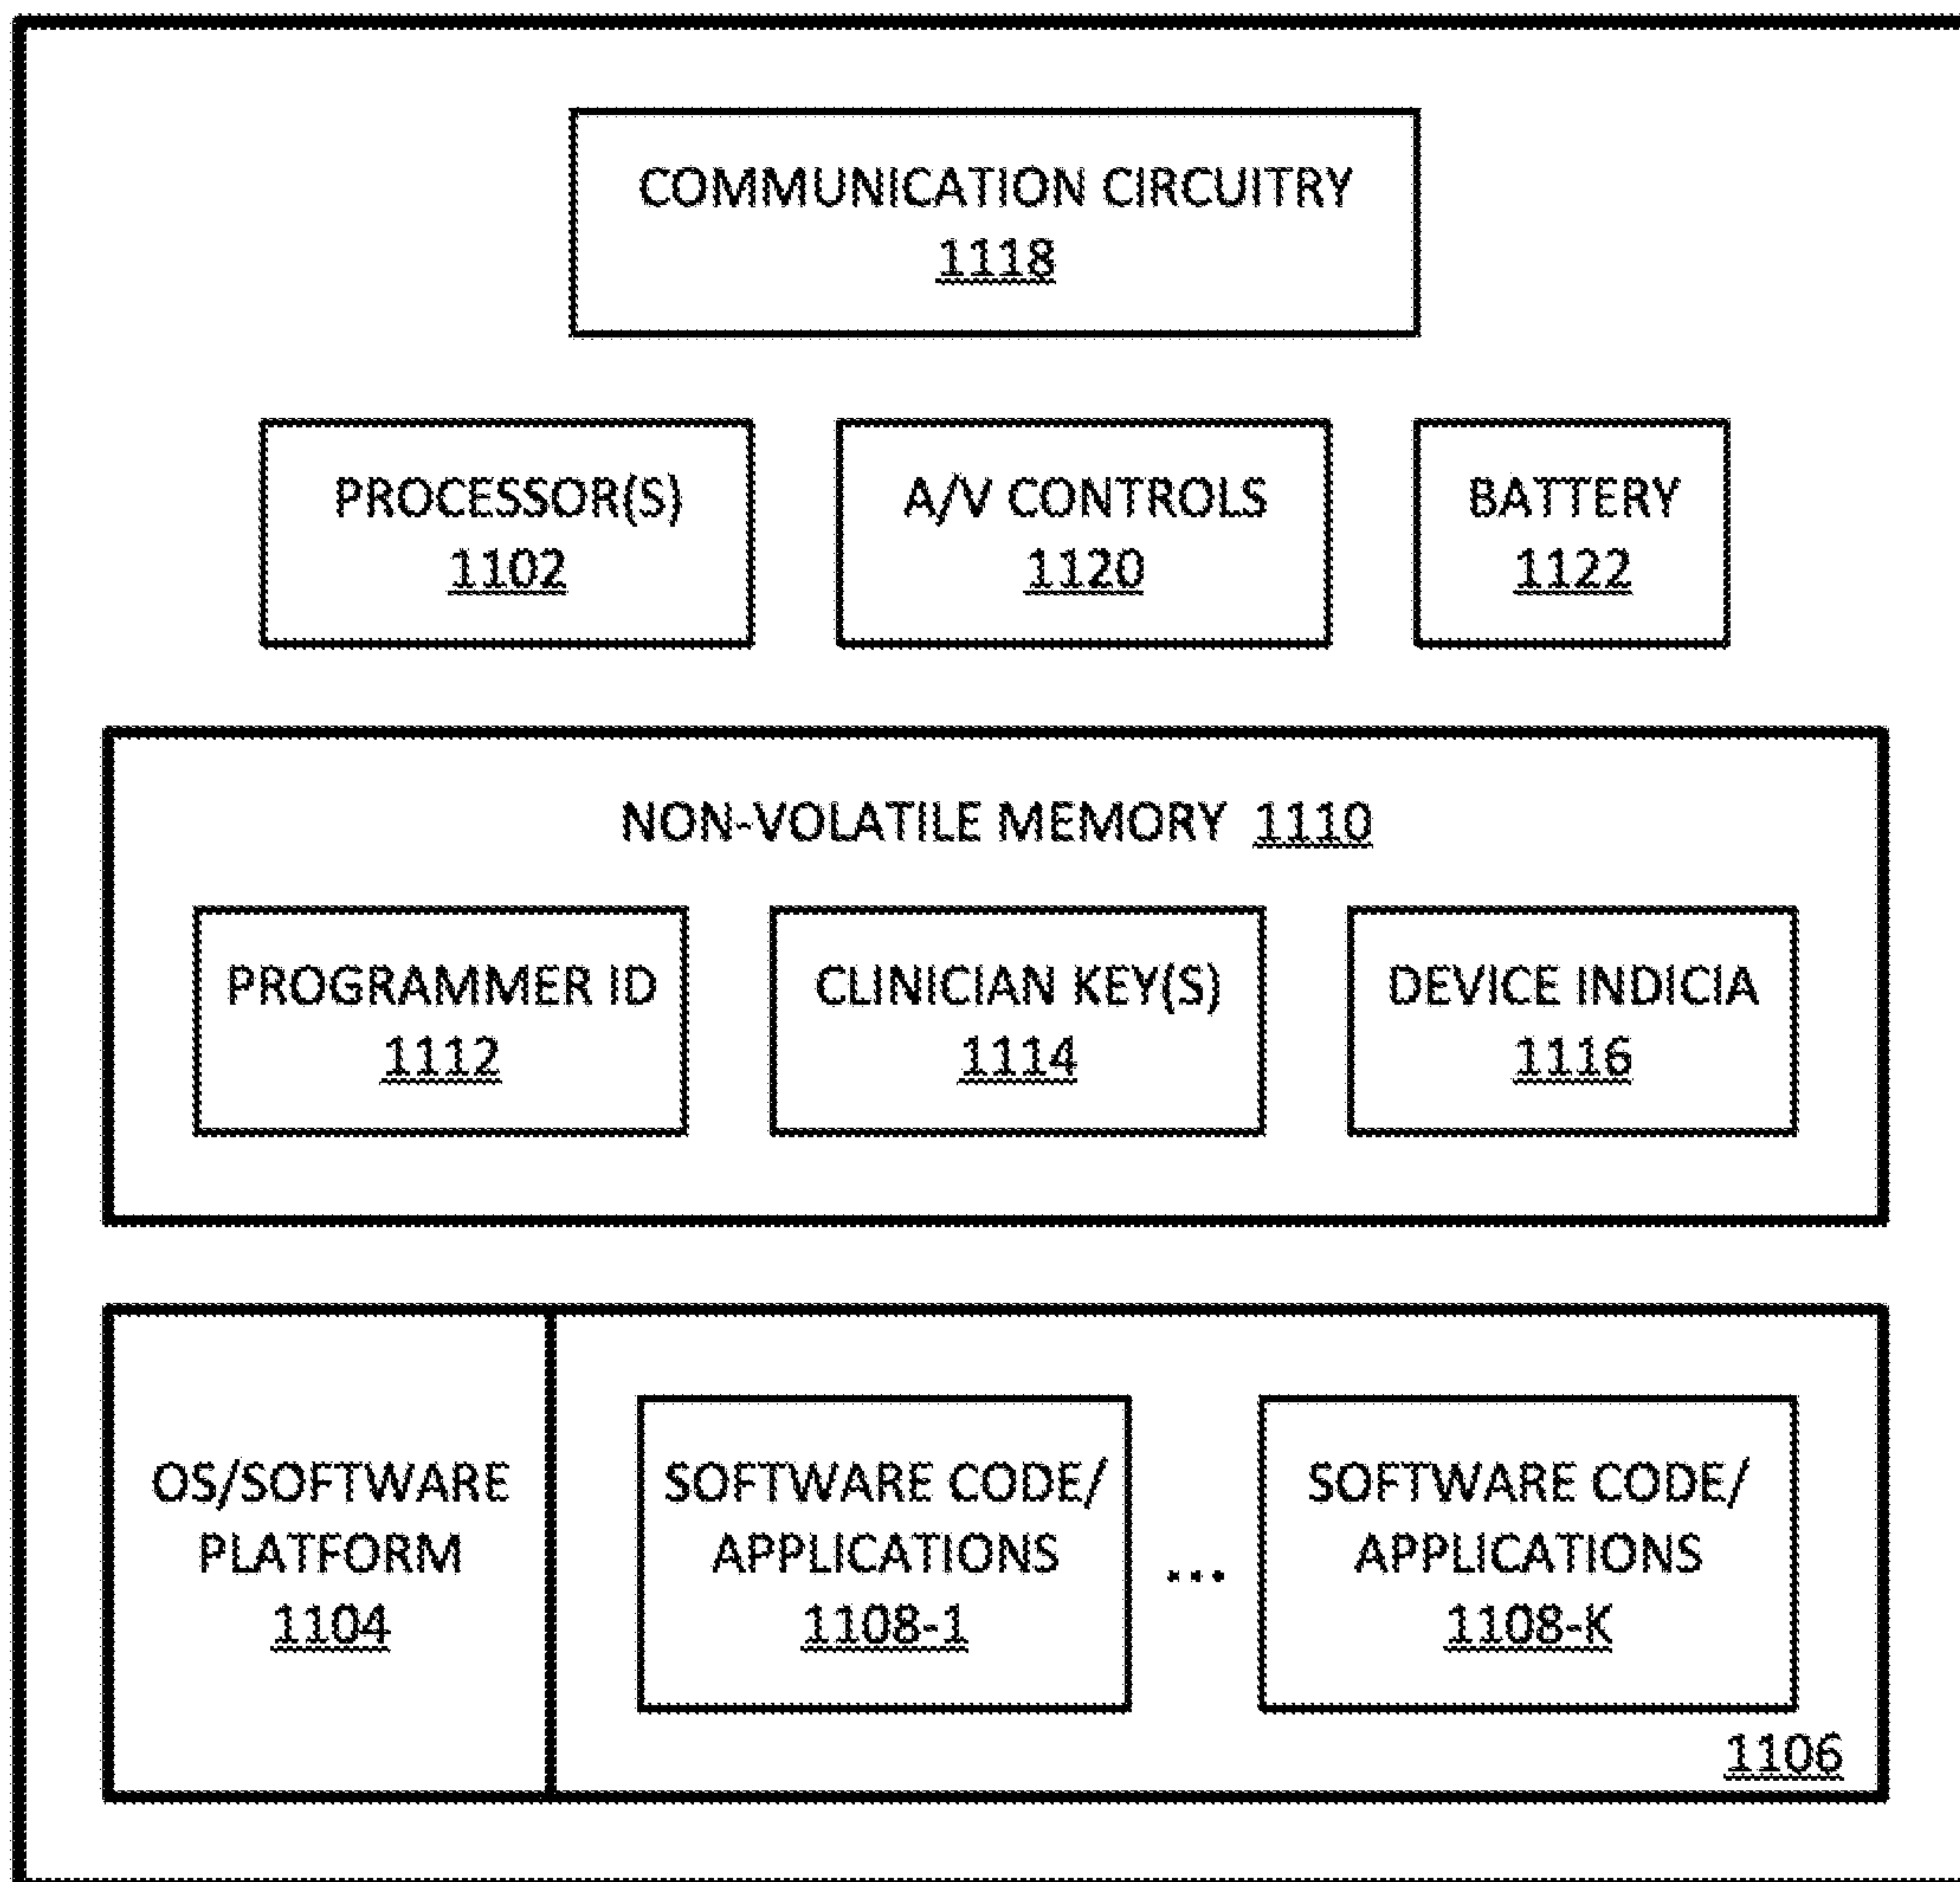 COMMUNICATION CIRCUITRY
1118
PROCESSOR(S)
1102
A/V CONTROLS
1120
BATTERY
1122
NON-VOLATILE MEMORY 1110
PROGRAMMER ID
1112
CLINICIAN KEY(S)
1114
DEVICE INDICIA
1116
OS/SOFTWARE
PLATFORM
1104
SOFTWARE CODE/
APPLICATIONS
1108-1
...
SOFTWARE CODE/
APPLICATIONS
1108-K
1106